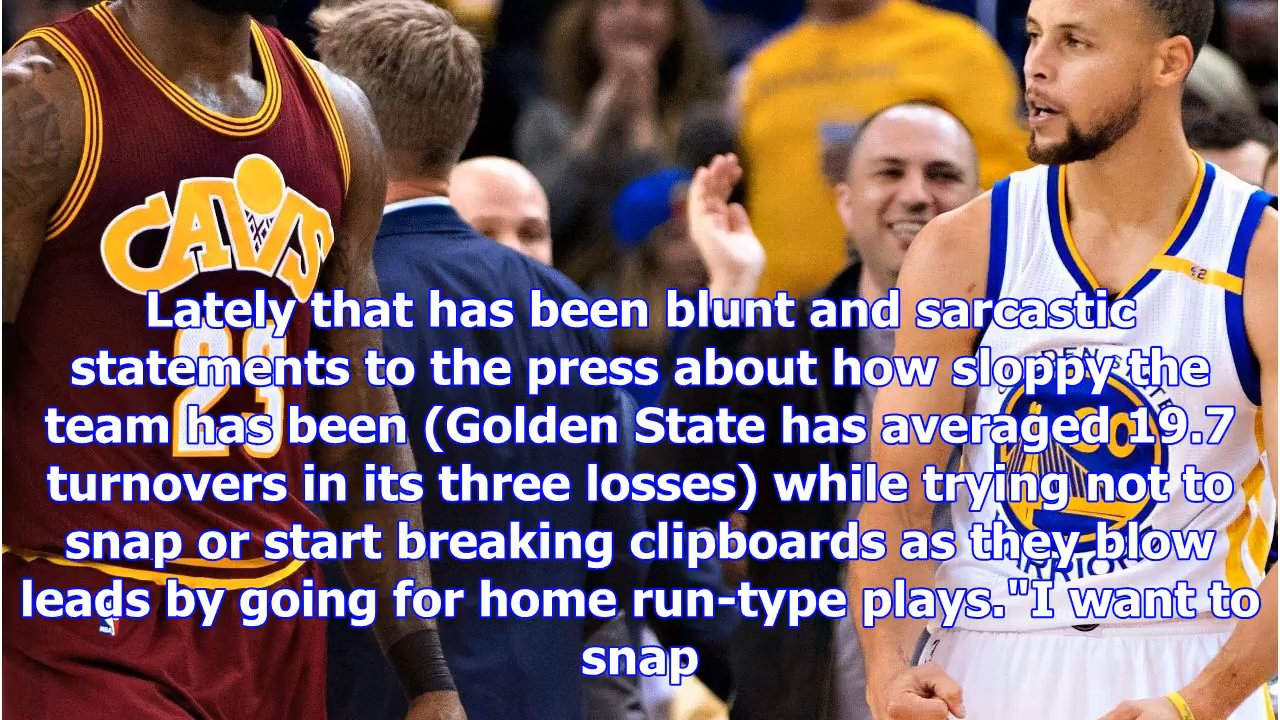 CAVS
23
Lately that has been blunt and sarcastic
statements to the press about how sloppy the
team has been (Golden State has averaged 19.7
turnovers in its three losses) while trying not to
snap or start breaking clipboards as they blow
leads by going for home run-type plays."I want to
snap